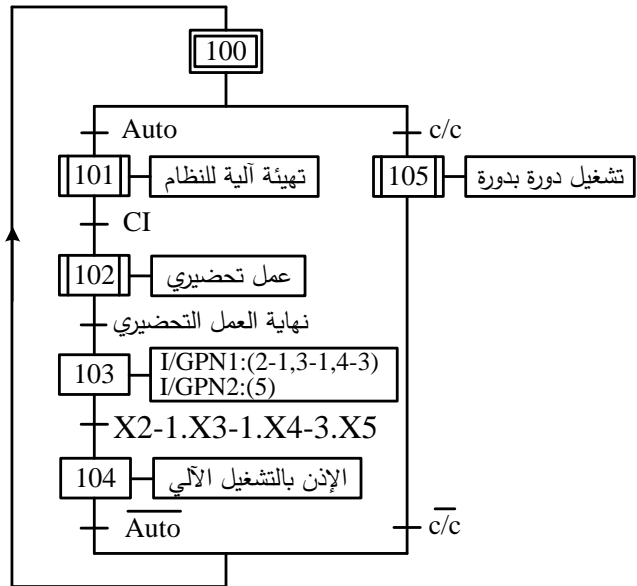 100
Auto
c/c
101
تهيئة آلية للنظام
105
تشغيل دورة بدورة
CI
102
عمل تحضيري
نهاية العمل التحضيري
103
I/GPN1:(2-1,3-1,4-3)
I/GPN2:(5)
X2-1.X3-1.X4-3.X5
104
الإذن بالتشغيل الآلي
A̅u̅t̅o̅
c̅/̅c̅